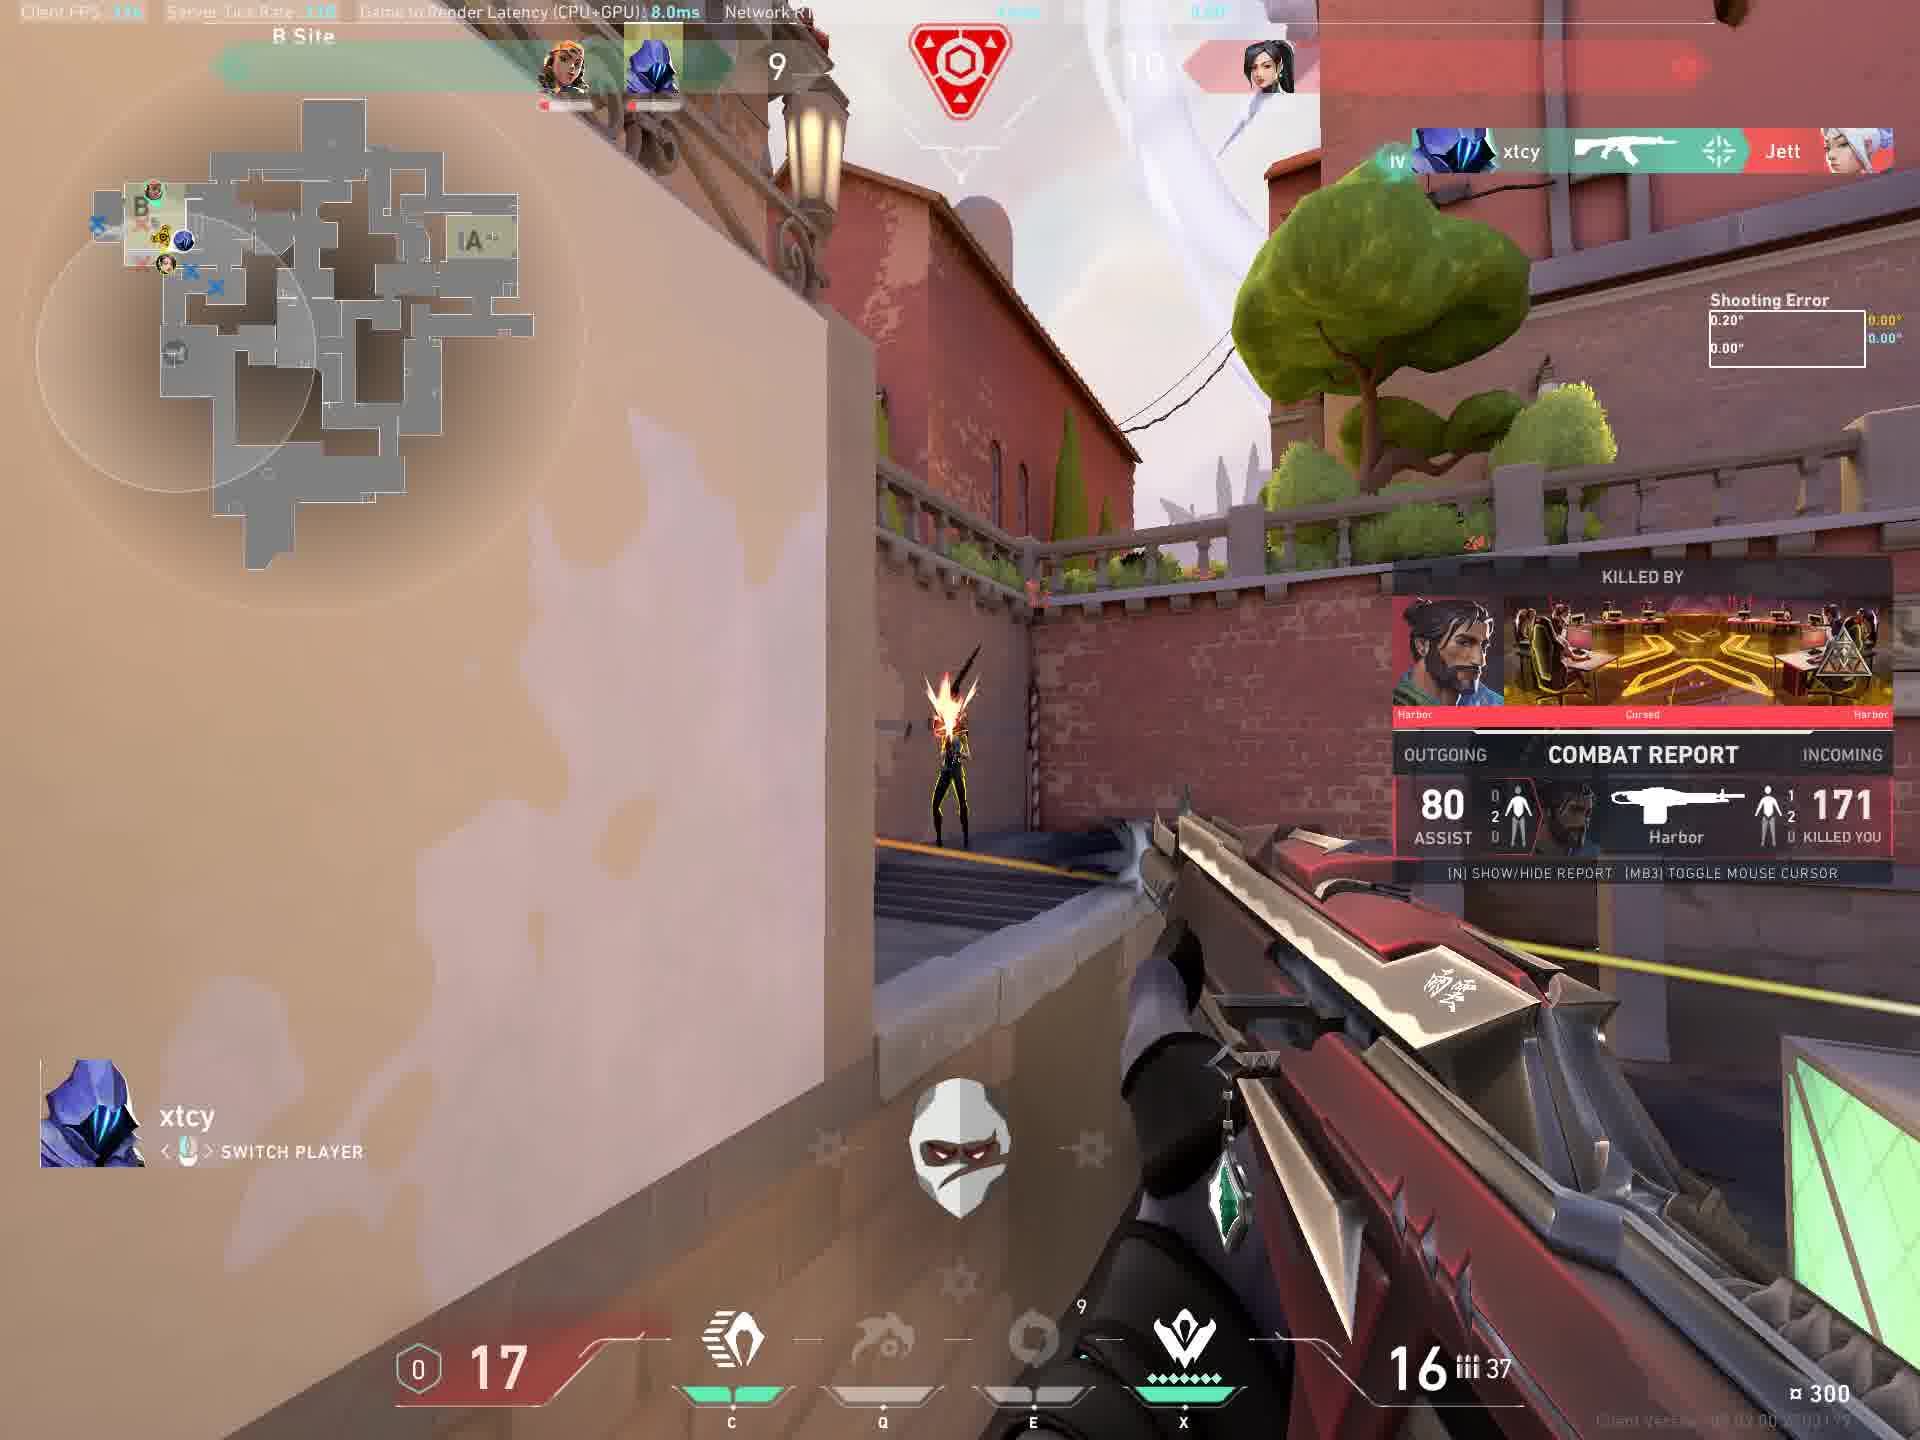 Client FPS:
Server Tick Rate:
Game to Render Latency (CPU+GPU): 8.0ms
Network
B Site
9
10
B
A
IV
xtcy
Jett
Shooting Error
0.20°
0.00°
0.00°
0.00°
KILLED BY
Harbor
Cursed
Harbor
OUTGOING
COMBAT REPORT
INCOMING
80
0
2
0
ASSIST
Harbor
1
2
0
171
KILLED YOU
[N] SHOW/HIDE REPORT
[MB3] TOGGLE MOUSE CURSOR
xtcy
< > SWITCH PLAYER
0
17
9
C
Q
E
X
16
37
¤ 300